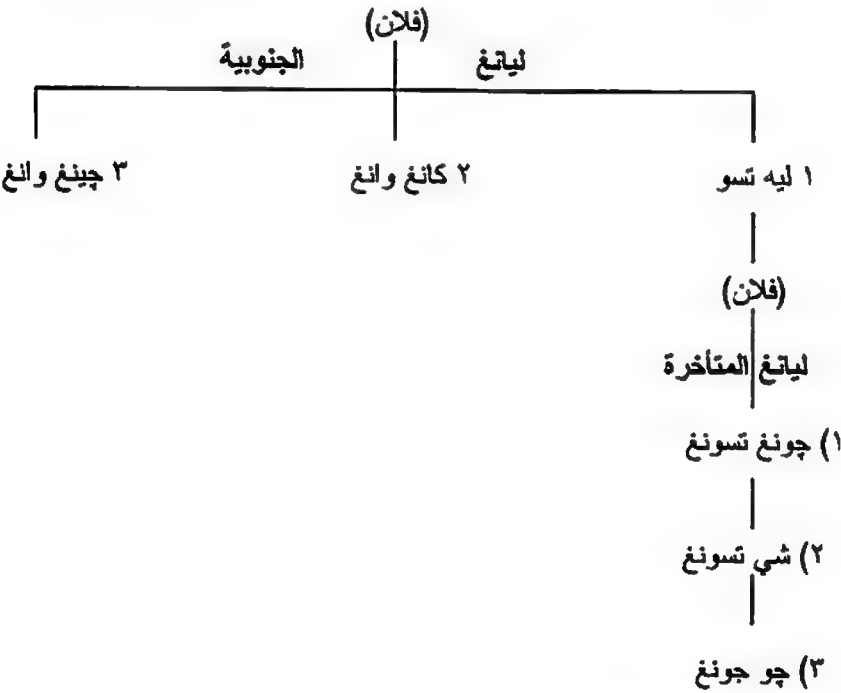 (فلان)
ليانغ الجنوبية
١ ليه تسو ٢ كانغ وانغ ٣ چينغ وانغ
(فلان)
ليانغ المتأخرة
١) چونغ تسونغ
٢) شي تسونغ
٣) چو جونغ